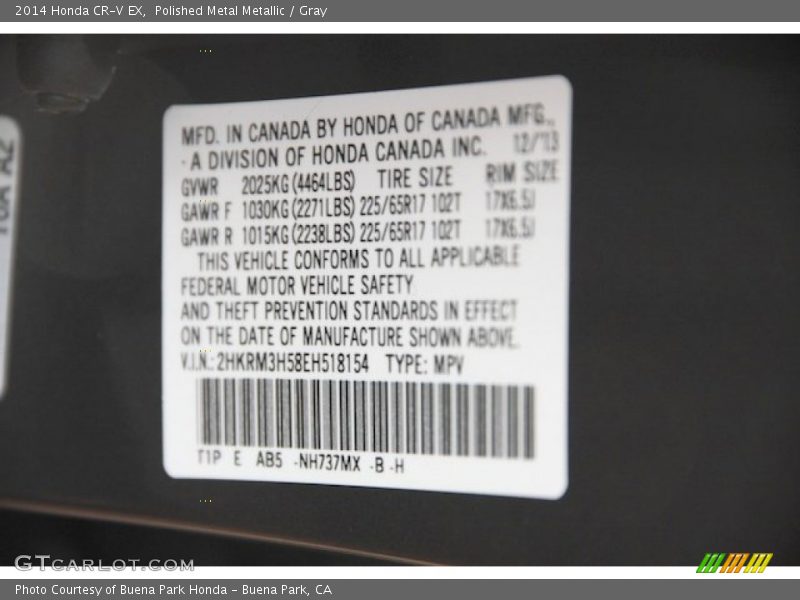 2014 Honda CR-V EX,  Polished Metal Metallic / Gray
MFD. IN CANADA BY HONDA OF CANADA MFG.,
- A DIVISION OF HONDA CANADA INC. 12/13
GVWR 2025KG(4464LBS) TIRE SIZE RIM SIZE
GAWR F 1030KG(2271LBS) 225/65R17 102T 17X6.5J
GAWR R 1015KG(2238LBS) 225/65R17 102T 17X6.5J
THIS VEHICLE CONFORMS TO ALL APPLICABLE
FEDERAL MOTOR VEHICLE SAFETY
AND THEFT PREVENTION STANDARDS IN EFFECT
ON THE DATE OF MANUFACTURE SHOWN ABOVE.
V.I.N.: 2HKRM3H58EH518154 TYPE: MPV
T1P E AB5 -NH737MX -B -H
GTCARLOT.COM
Photo Courtesy of Buena Park Honda - Buena Park, CA